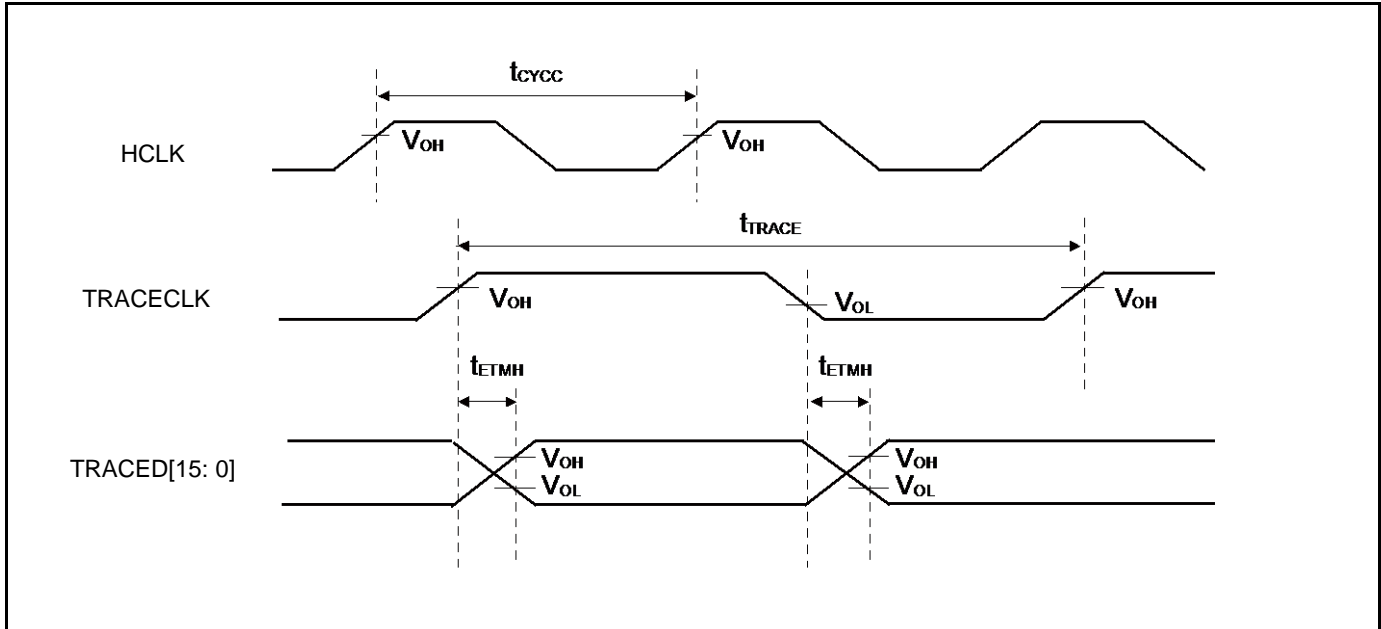 tCYCC
HCLK
VOH
VOH
tTRACE
TRACECLK
VOH
VOL
VOH
tETMH
tETMH
TRACED[15: 0]
VOH
VOL
VOH
VOL